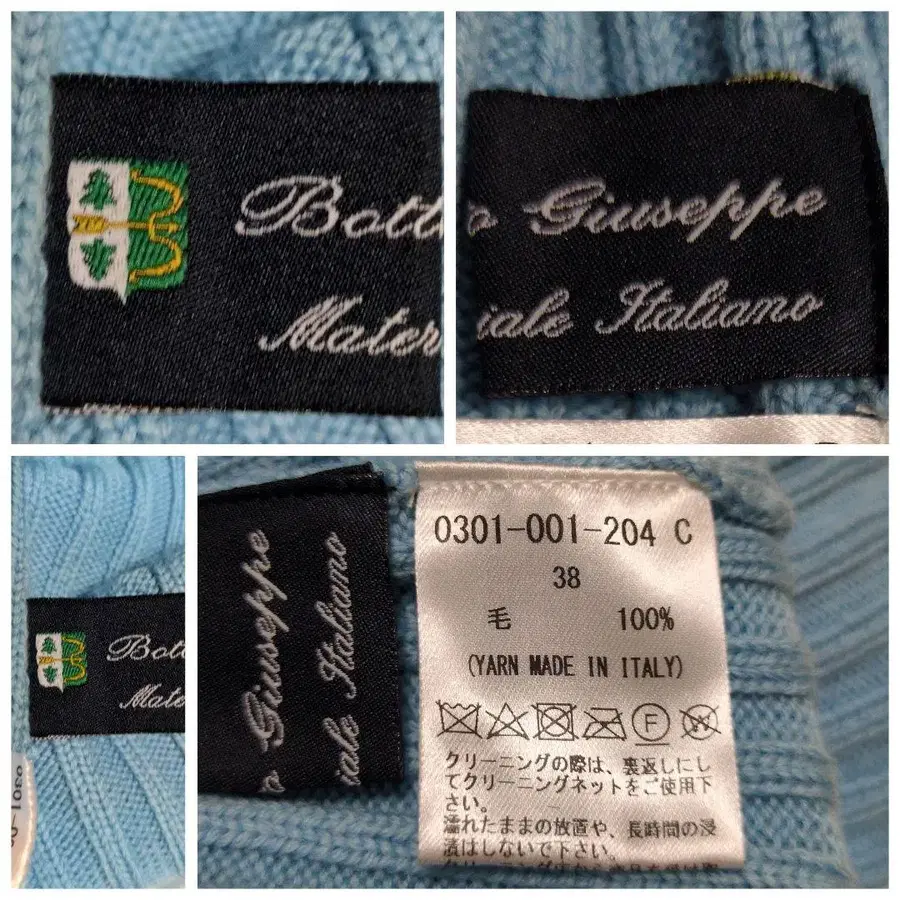 Bott
Mater
o Giuseppe
iale Italiano
Bott
Mate
o Giuseppe
iale Italiano
0301-001-204 C
38
毛 100%
(YARN MADE IN ITALY)
F
W
クリーニングの際は、裏返しにし
てクリーニングネットをご使用下
さい。
濡れたままの放置や、長時間の浸
漬はしないで下さい。